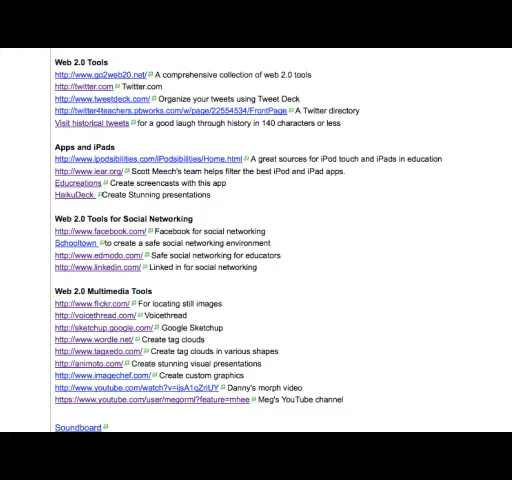 Web 2.0 Tools
http://www.go2web20.net/ A comprehensive collection of web 2.0 tools
http://twitter.com Twitter.com
http://www.tweetdeck.com/ Organize your tweets using Tweet Deck
http://twitter4teachers.pbworks.com/w/page/22554534/FrontPage A Twitter directory
Visit historical tweets for a good laugh through history in 140 characters or less
Apps and iPads
http://www.ipodsibilities.com/iPodsibilities/Home.html A great sources for iPod touch and iPads in education
http://www.iear.org/ Scott Meech's team helps filter the best iPod and iPad apps.
Educreations Create screencasts with this app
HaikuDeck Create Stunning presentations
Web 2.0 Tools for Social Networking
http://www.facebook.com/ Facebook for social networking
Schooltown to create a safe social networking environment
http://www.edmodo.com/ Safe social networking for educators
http://www.linkedin.com/ Linked in for social networking
Web 2.0 Multimedia Tools
http://www.flickr.com/ For locating still images
http://voicethread.com/ Voicethread
http://sketchup.google.com/ Google Sketchup
http://www.wordle.net/ Create tag clouds
http://www.tagxedo.com/ Create tag clouds in various shapes
http://animoto.com/ Create stunning visual presentations
http://www.imagechef.com/ Create custom graphics
http://www.youtube.com/watch?v=ijsA1gZriUY Danny's morph video
https://www.youtube.com/user/megormi?feature=mhee Meg's YouTube channel
Soundboard